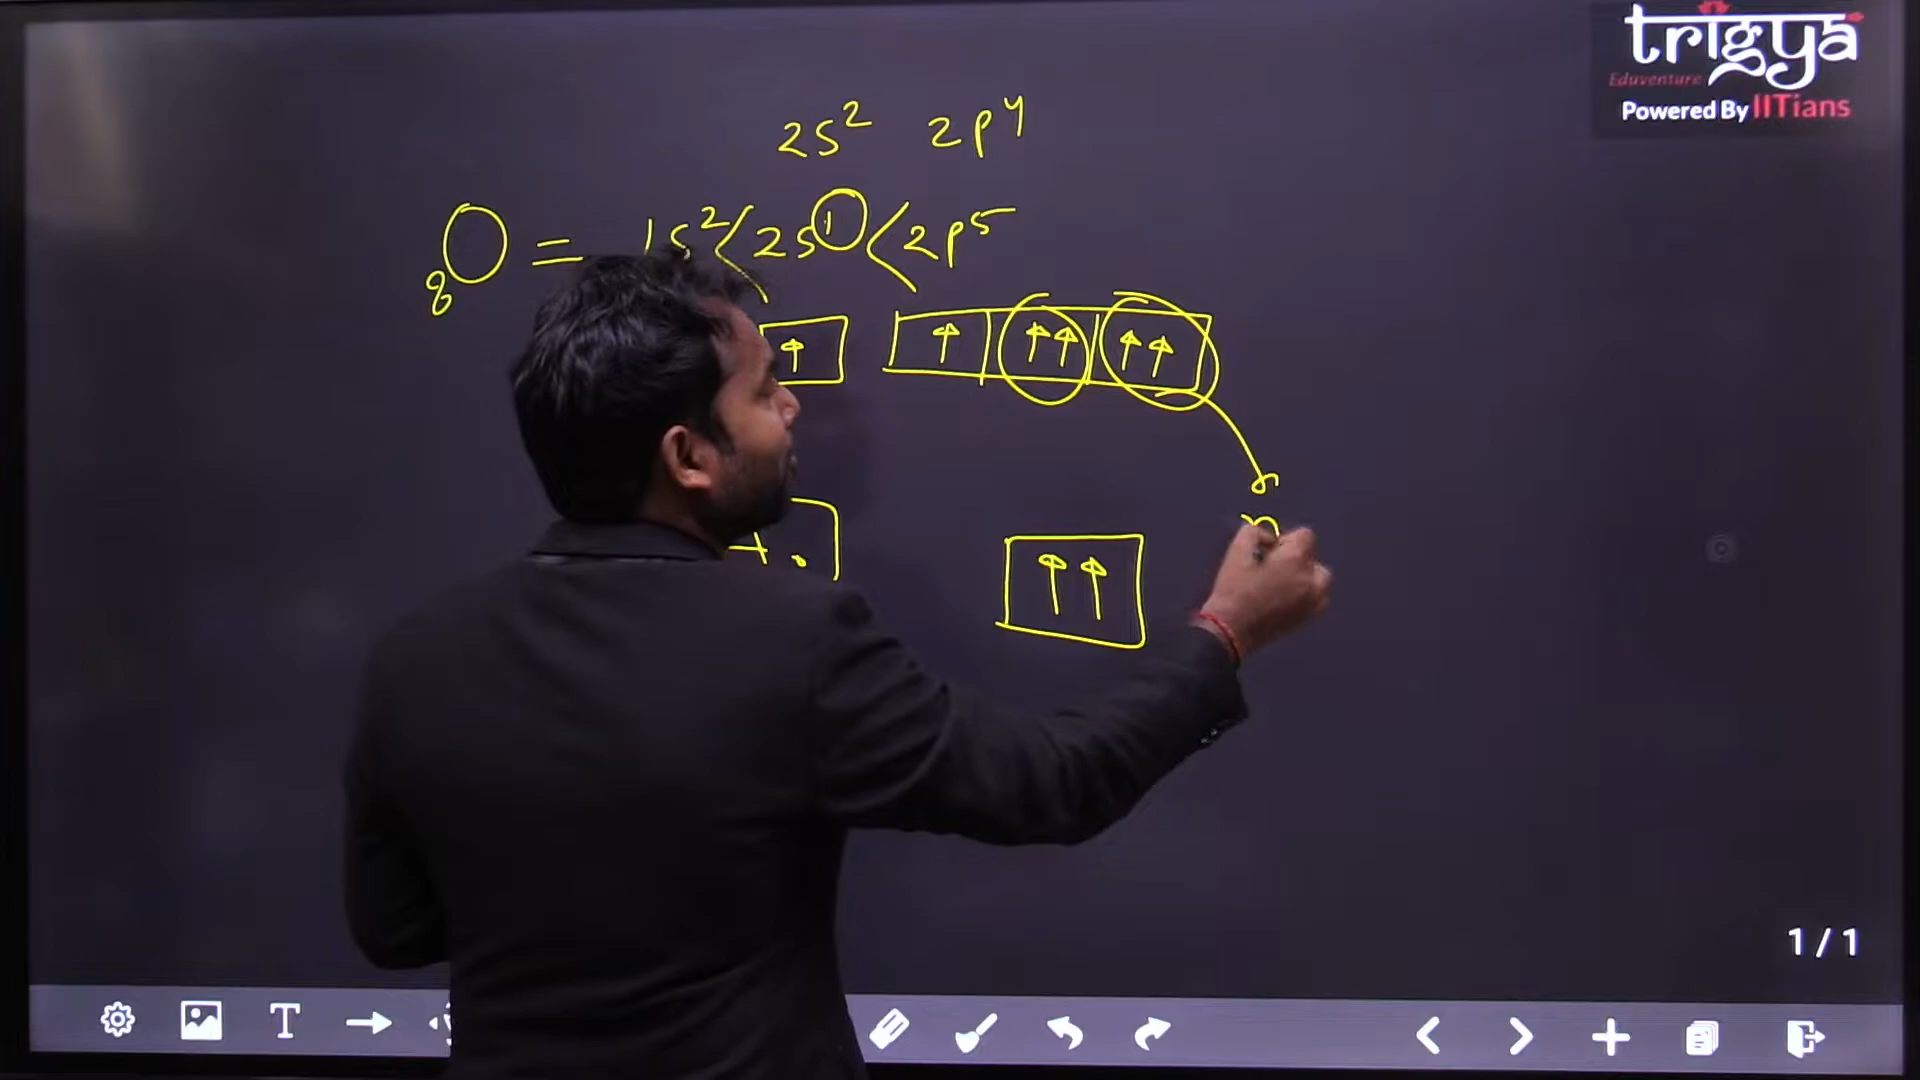 trigya
Eduventure
Powered By IITians
2s² 2p⁴
₈O = 1s² < 2s¹ < 2p⁵
↑ ↑ ↑↑ ↑↑
↑↑
1 / 1
T